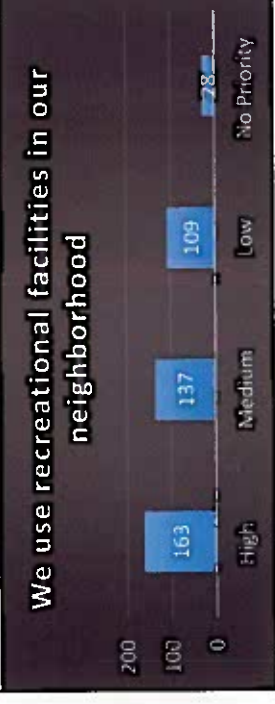 We use recreational facilities in our
neighborhood
200
100
0
163
137
109
28
High
Medium
Low
No Priority